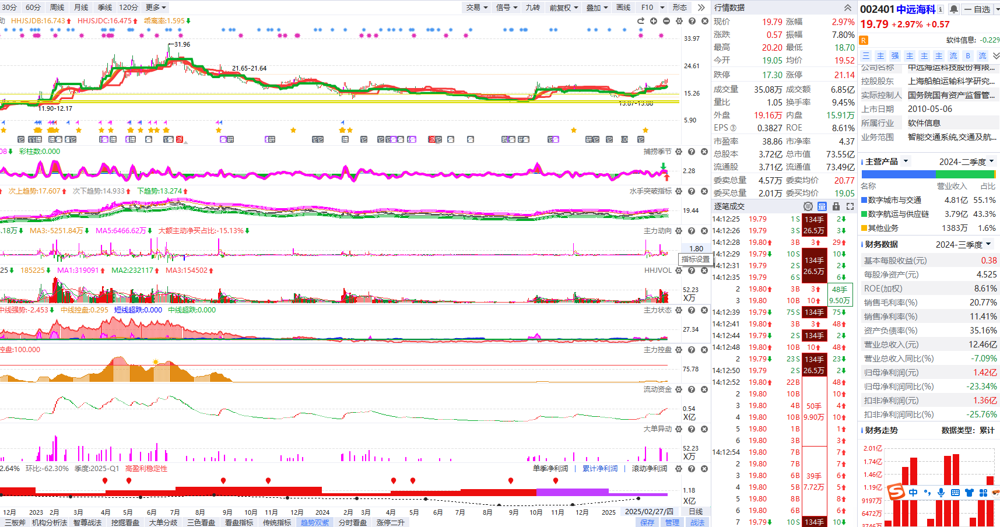 30分 60分 周线 月线 季线 120分 更多 交易 信号 九转 前复权 叠加 画线 F10 形态
助 HHJSJDB:16.743 HHJSJDC:16.475 乖离率:1.595
33.97
31.96
24.61
21.65-21.64
15.26
11.90-12.17
13.87-13.88
5.90
08 彩柱数:0.000 捕捞季节
2.28
次上趋势:17.607 次下趋势:14.933 下趋势:13.274 水手突破指标
19.44
.18万 MA3:-5251.84万 MA5:6466.62万 大额主动净买占比:-15.13% 主力动向
1.80
指标设置
25 185225 MA1:319091 MA2:232117 MA3:154502 HHJVOL
52.23
X万
中线强势:-2.453 中线控盘:0.295 短线超跌:0.000 中线超跌:0.000 主力状态
27.34
控盘:100.000 主力控盘
75.78
流动资金
0.54
X亿
大单异动
52.23
X万
2.64% 环比:-62.30% 季度:2025-Q1 高盈利稳定性 单季净利润 | 累计净利润 | 滚动净利润
1.18
X亿
12月 2023 2月 3月 4月 5月 6月 7月 8月 9月 10月 11月 2024 2月 3月 4月 5月 6月 7月 8月 9月 10月 11月 12月 2025 2025/02/27/四 日线
三板斧 机构分析法 智尊战法 挖掘看盘 大单分歧 三色看盘 看盘指标 传统指标 趋势双紫 分时看盘 涨停二升 保存 管理 战法
行情数据
现价 19.79 涨幅 2.97%
涨跌 0.57 振幅 7.80%
最高 20.20 最低 18.70
今开 19.05 均价 19.52
跌停 17.30 涨停 21.14
成交量 35.08万 成交额 6.85亿
量比 1.05 换手率 9.45%
外盘 19.16万 内盘 15.91万
EPS③ 0.3827 ROE 8.61%
市盈率 38.86 市净率 4.37
总股本 3.72亿 总市值 73.55亿
流通股 3.71亿 流通值 73.49亿
委卖总量 4.57万 委卖均价 20.77
委买总量 2.01万 委买均价 19.05
逐笔成交 单 量
14:12:25 19.79 1 S 134手 2
14:12:26 19.79 3 S 26.5万 3
14:12:28 19.80 3 B 3 29
14:12:29 19.79 10 S 134手 10
14:12:31 19.79 2 S 26.5万 2
14:12:35 19.79 6 S 6
2 19.80 3 B 3 48手
3 19.80 10 B 10 9.50万
14:12:39 19.79 75 S 134手 75
14:12:41 19.80 3 B 3 48
14:12:44 19.79 2 S 134手 2
14:12:48 19.80 10 B 10 48
2 19.79 23 S 134手 23
14:12:50 19.79 2 S 26.5万 2
14:12:52 19.80 22 B 48
2 19.80 10 B 10
3 19.80 4 B 50手 4
4 19.80 10 B 9.90万 10
5 19.80 1 B 1
6 19.80 3 B 3
14:12:54 19.80 7 B 7
2 19.80 7 B 7
3 19.80 6 B 39手 6
4 19.80 5 B 7.72万 5
5 19.80 8 B 8
6 19.80 6 B 6
7 19.79 10 S 134手 10
002401 中远海科 自选
19.79 +2.97% +0.57
R 软件信息: -0.22%
三 主 强 主 主 主 流 B 流
公司名称 中远海运科技股份有限...
控股股东 上海船舶运输科学研究...
实际控制人 国务院国有资产监督管...
上市日期 2010-05-06
所属行业 软件信息
业务范围 智能交通系统,交通及航...
主营产品 2024-二季度
名称 营业收入 占比
数字城市与交通 4.81亿 55.1%
数字航运与供应链 3.79亿 43.3%
其他业务 1383万 1.6%
财务数据 2024-三季度
基本每股收益(元) 0.38
每股净资产(元) 4.525
ROE(加权) 8.61%
销售毛利率(%) 20.77%
销售净利率(%) 11.41%
资产负债率(%) 35.16%
营业总收入(元) 12.46亿
营业总收入同比(%) -7.09%
归母净利润(元) 1.42亿
归母净利润同比(%) -23.34%
扣非净利润(元) 1.36亿
扣非净利润同比(%) -25.76%
财务走势 数据类型：累计
2.01亿
1.74亿
1.46亿
1.19亿
9197万
6472万
3746万
中